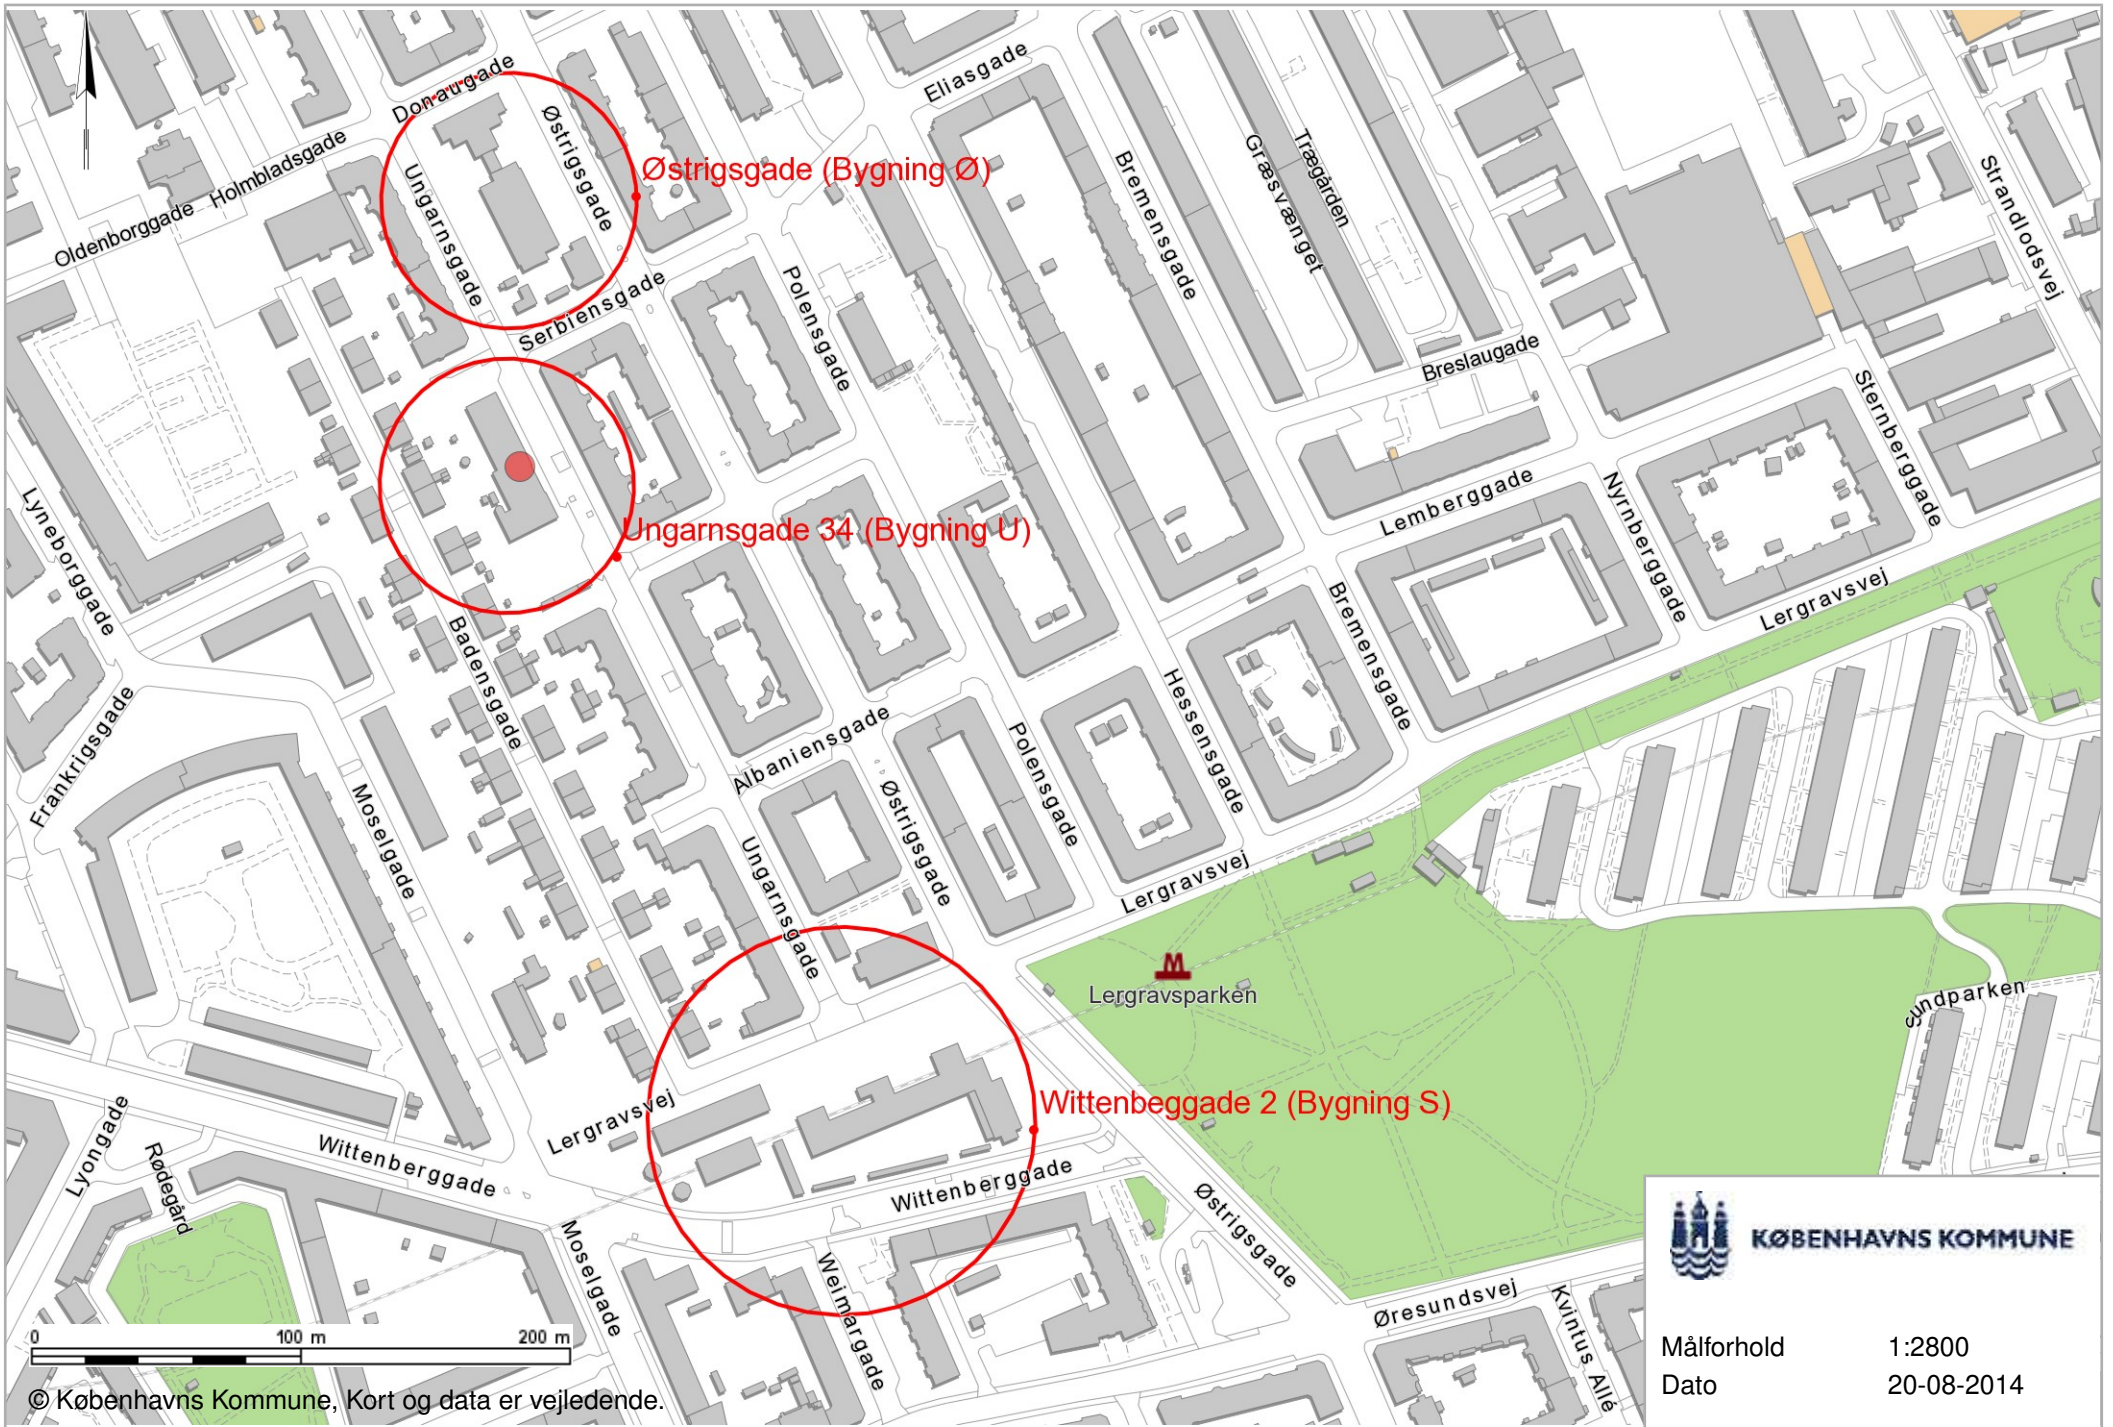 Donaugade
Eliasgade
Østrigsgade
Holmbladsgade
Oldenborggade
Ungarnsgade
Østrigsgade (Bygning Ø)
Bremensgade
Græsvænget
Trægården
Strandlodsvej
Serbiensgade
Polensgade
Breslaugade
Sternberggade
Lyneborggade
Ungarnsgade 34 (Bygning U)
Lemberggade
Nyrnberggade
Lergravsvej
Badensgade
Bremensgade
Frankrigsgade
Hessensgade
Albaniensgade
Polensgade
Moselgade
Østrigsgade
Ungarnsgade
Lergravsvej
M
Lergravsparken
sundparken
Lergravsvej
Wittenbeggade 2 (Bygning S)
Lyongade
Rødegård
Wittenberggade
Wittenberggade
Østrigsgade
Moselgade
Weimargade
Øresundsvej
Kvintus Allé
KØBENHAVNS KOMMUNE
Målforhold 1:2800
Dato 20-08-2014
0 100 m 200 m
© Københavns Kommune, Kort og data er vejledende.